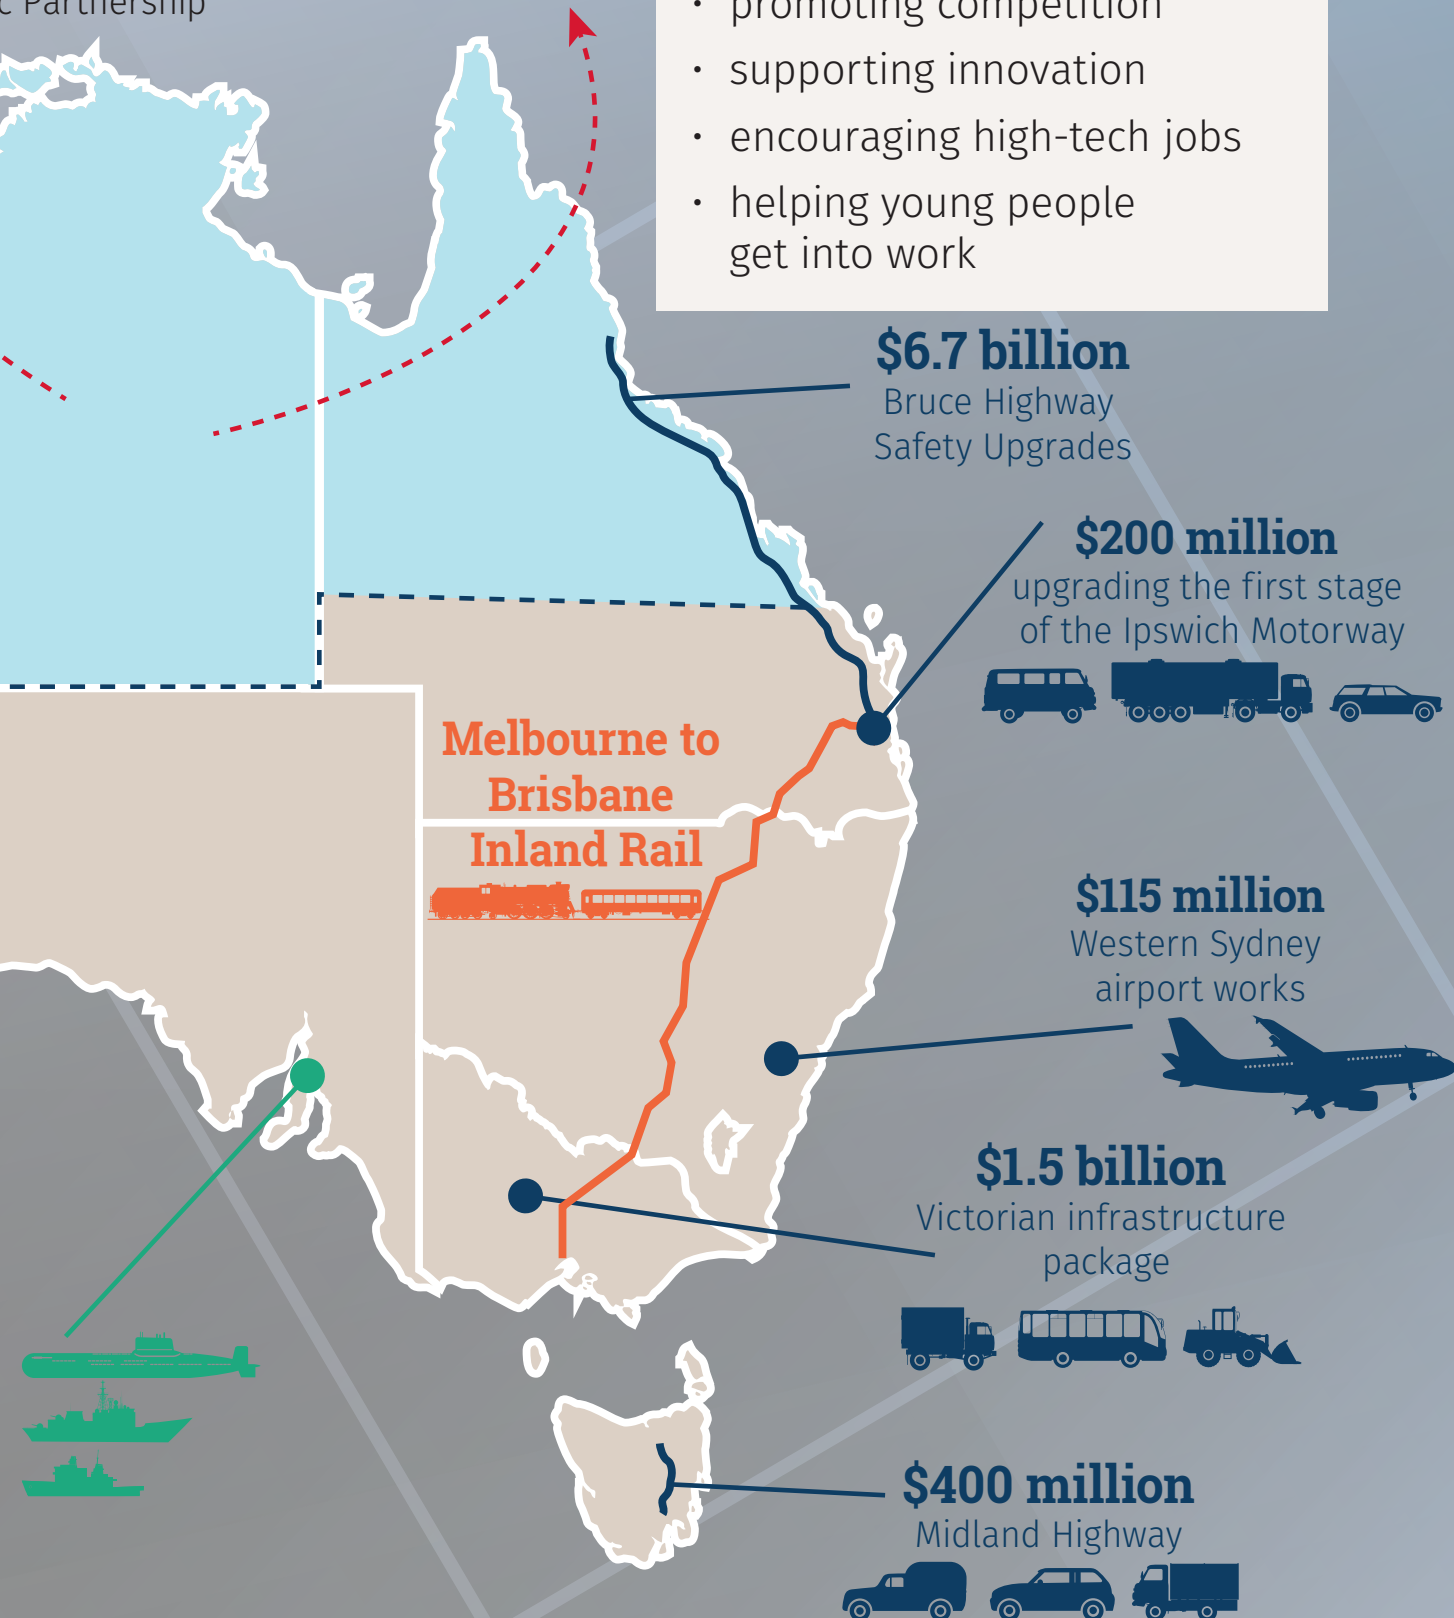 c Partnership
• promoting competition
• supporting innovation
• encouraging high-tech jobs
• helping young people
get into work
$6.7 billion
Bruce Highway
Safety Upgrades
$200 million
upgrading the first stage
of the Ipswich Motorway
Melbourne to
Brisbane
Inland Rail
$115 million
Western Sydney
airport works
$1.5 billion
Victorian infrastructure
package
$400 million
Midland Highway